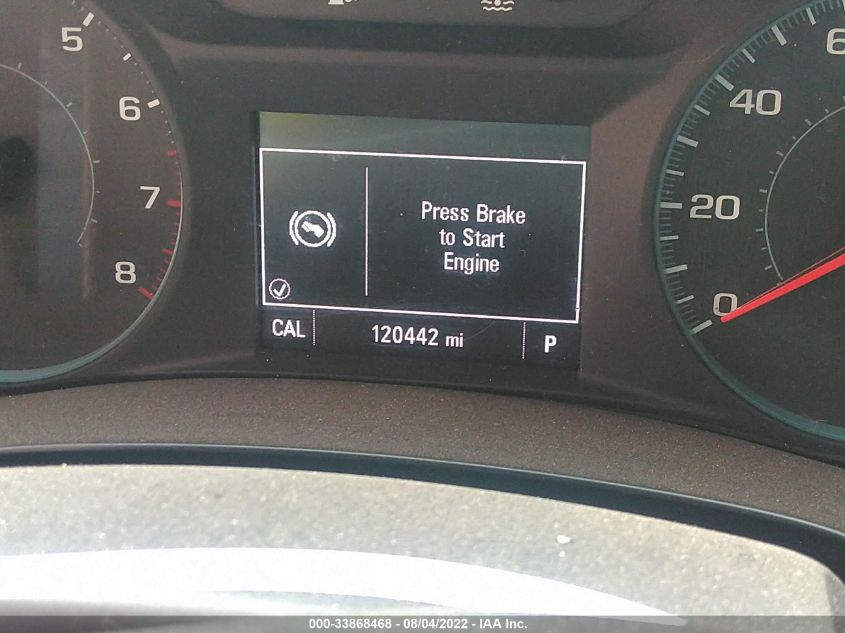 5
6
7
8
Press Brake
to Start
Engine
CAL
120442 mi
P
40
20
0
000-33868468 - 08/04/2022 - IAA Inc.